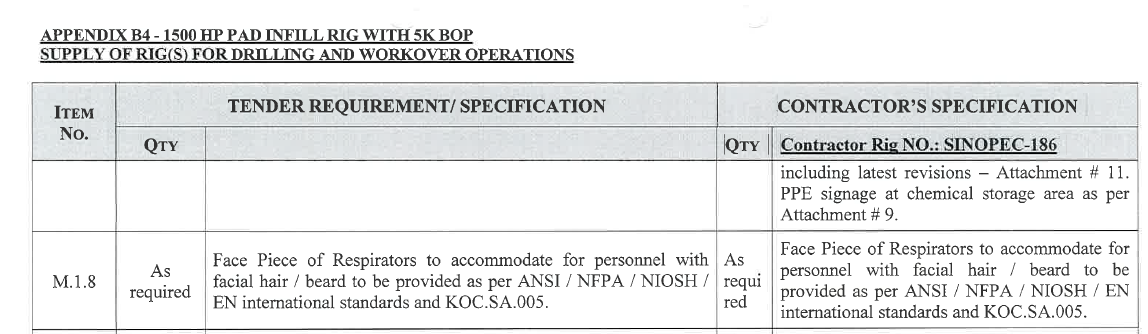 APPENDIX B4 - 1500 HP PAD INFILL RIG WITH 5K BOP
SUPPLY OF RIG(S) FOR DRILLING AND WORKOVER OPERATIONS
ITEM No.
TENDER REQUIREMENT/ SPECIFICATION
CONTRACTOR'S SPECIFICATION
QTY
QTY
Contractor Rig NO.: SINOPEC-186
including latest revisions – Attachment # 11.
PPE signage at chemical storage area as per
Attachment # 9.
M.1.8
As
required
Face Piece of Respirators to accommodate for personnel with
facial hair / beard to be provided as per ANSI / NFPA / NIOSH /
EN international standards and KOC.SA.005.
As
requi
red
Face Piece of Respirators to accommodate for
personnel with facial hair / beard to be
provided as per ANSI / NFPA / NIOSH / EN
international standards and KOC.SA.005.